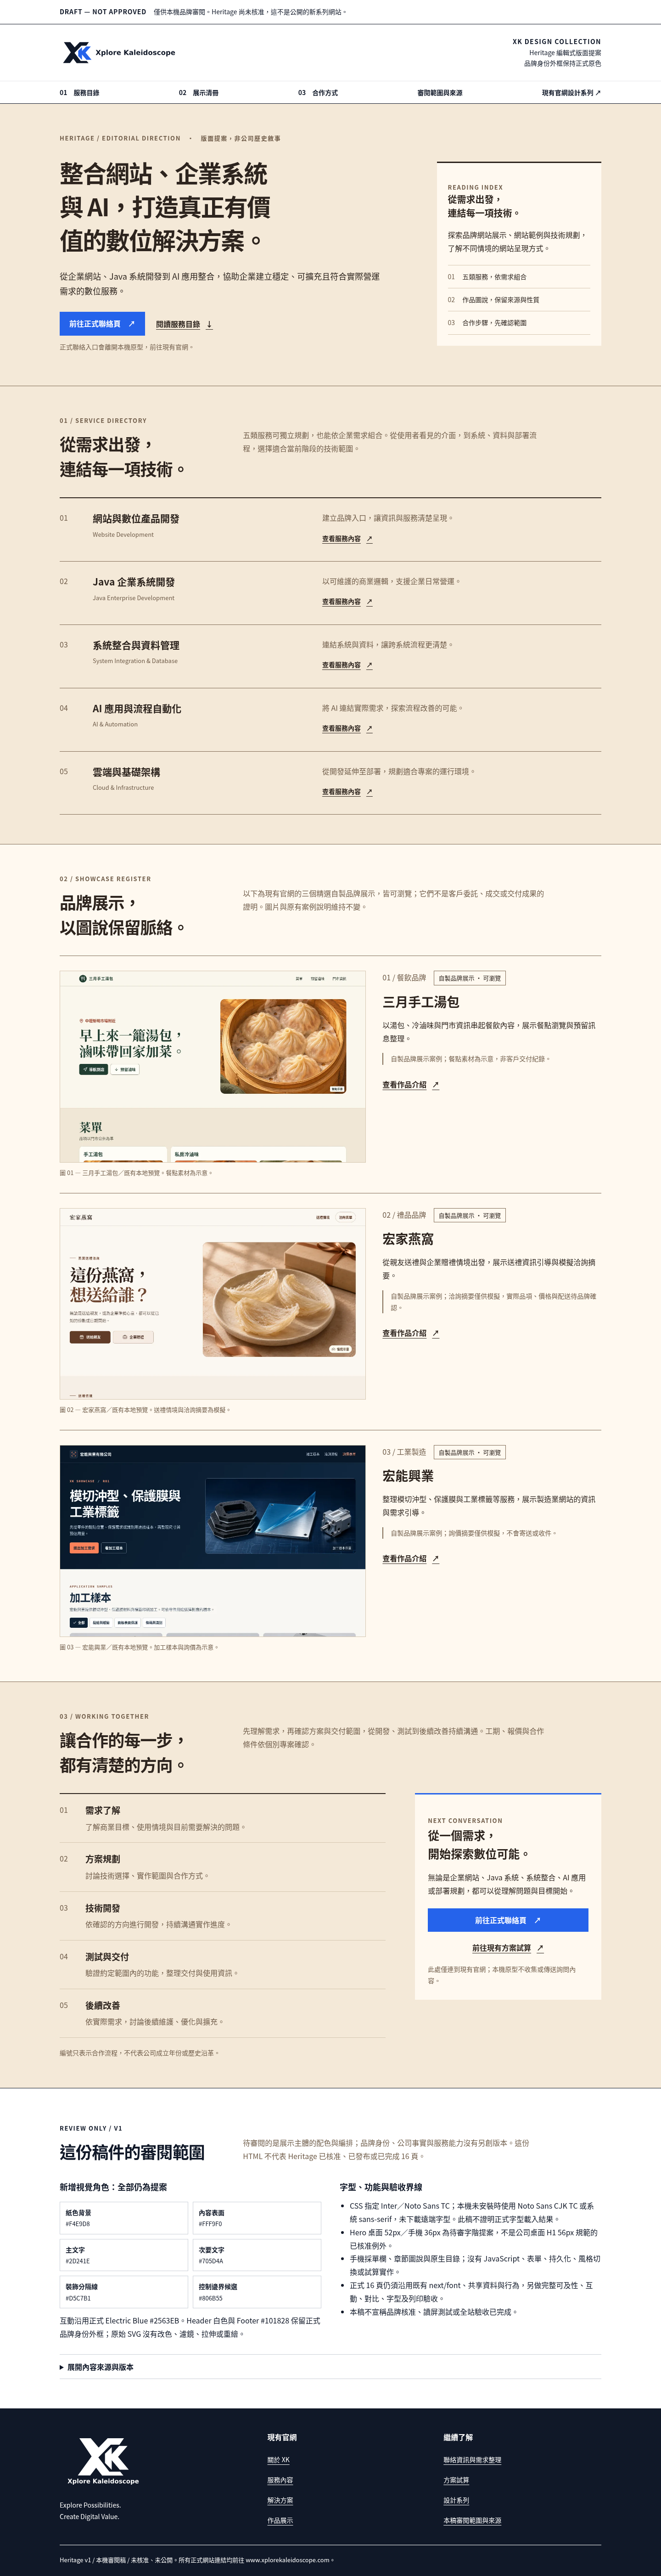 DRAFT — NOT APPROVED 僅供本機品牌審閱。Heritage 尚未核准，這不是公開的新系列網站。
Xplore Kaleidoscope
XK DESIGN COLLECTION
Heritage 編輯式版面提案
品牌身份外框保持正式原色
01 服務目錄
02 展示清冊
03 合作方式
審閱範圍與來源
現有官網設計系列 ↗
HERITAGE / EDITORIAL DIRECTION • 版面提案，非公司歷史敘事
整合網站、企業系統
與 AI，打造真正有價
值的數位解決方案。
從企業網站、Java 系統開發到 AI 應用整合，協助企業建立穩定、可擴充且符合實際營運
需求的數位服務。
前往正式聯絡頁 ↗
閱讀服務目錄 ↓
正式聯絡入口會離開本機原型，前往現有官網。
READING INDEX
從需求出發，
連結每一項技術。
探索品牌網站展示、網站範例與技術規劃，
了解不同情境的網站呈現方式。
01 五類服務，依需求組合
02 作品圖說，保留來源與性質
03 合作步驟，先確認範圍
01 / SERVICE DIRECTORY
從需求出發，
連結每一項技術。
五類服務可獨立規劃，也能依企業需求組合。從使用者看見的介面，到系統、資料與部署流
程，選擇適合當前階段的技術範圍。
01 網站與數位產品開發
Website Development
建立品牌入口，讓資訊與服務清楚呈現。
查看服務內容 ↗
02 Java 企業系統開發
Java Enterprise Development
以可維護的商業邏輯，支援企業日常營運。
查看服務內容 ↗
03 系統整合與資料管理
System Integration & Database
連結系統與資料，讓跨系統流程更清楚。
查看服務內容 ↗
04 AI 應用與流程自動化
AI & Automation
將 AI 連結實際需求，探索流程改善的可能。
查看服務內容 ↗
05 雲端與基礎架構
Cloud & Infrastructure
從開發延伸至部署，規劃適合專案的運行環境。
查看服務內容 ↗
02 / SHOWCASE REGISTER
品牌展示，
以圖說保留脈絡。
以下為現有官網的三個精選自製品牌展示，皆可瀏覽；它們不是客戶委託、成交或交付成果的
證明。圖片與原有案例說明維持不變。
三月手工湯包
早上來一籠湯包，
滷味帶回家加菜。
菜單
手工湯包
私房冷滷味
圖 01 — 三月手工湯包／既有本地預覽，餐點素材為示意。
01 / 餐飲品牌 自製品牌展示 · 可瀏覽
三月手工湯包
以湯包、冷滷味與門市資訊串起餐飲內容，展示餐點瀏覽與預留訊
息整理。
自製品牌展示案例；餐點素材為示意，非客戶交付紀錄。
查看作品介紹 ↗
宏家燕窩
這份燕窩，
想送給誰？
圖 02 — 宏家燕窩／既有本地預覽，送禮情境與洽詢摘要為模擬。
02 / 禮品品牌 自製品牌展示 · 可瀏覽
宏家燕窩
從親友送禮與企業贈禮情境出發，展示送禮資訊引導與模擬洽詢摘
要。
自製品牌展示案例；洽詢摘要僅供模擬，實際品項、價格與配送待品牌確
認。
查看作品介紹 ↗
宏能興業有限公司
模切沖型、保護膜與
工業標籤
APPLICATION SAMPLES
加工樣本
圖 03 — 宏能興業／既有本地預覽，加工樣本與詢價為示意。
03 / 工業製造 自製品牌展示 · 可瀏覽
宏能興業
整理模切沖型、保護膜與工業標籤等服務，展示製造業網站的資訊
與需求引導。
自製品牌展示案例；詢價摘要僅供模擬，不會寄送或收件。
查看作品介紹 ↗
03 / WORKING TOGETHER
讓合作的每一步，
都有清楚的方向。
先理解需求，再確認方案與交付範圍，從開發、測試到後續改善持續溝通。工期、報價與合作
條件依個別專案確認。
01 需求了解
了解商業目標、使用情境與目前需要解決的問題。
02 方案規劃
討論技術選擇、實作範圍與合作方式。
03 技術開發
依確認的方向進行開發，持續溝通實作進度。
04 測試與交付
驗證約定範圍內的功能，整理交付與使用資訊。
05 後續改善
依實際需求，討論後續維護、優化與擴充。
編號只表示合作流程，不代表公司成立年份或歷史沿革。
NEXT CONVERSATION
從一個需求，
開始探索數位可能。
無論是企業網站、Java 系統、系統整合、AI 應用
或部署規劃，都可以從理解問題與目標開始。
前往正式聯絡頁 ↗
前往現有方案試算 ↗
此處僅連到現有官網；本機原型不收集或傳送詢問內
容。
REVIEW ONLY / V1
這份稿件的審閱範圍
待審閱的是展示主體的配色與編排；品牌身份、公司事實與服務能力沒有另創版本。這份
HTML 不代表 Heritage 已核准、已發布或已完成 16 頁。
新增視覺角色：全部仍為提案
紙色背景
#F4E9D8
內容表面
#FFF9F0
主文字
#2D241E
次要文字
#705D4A
裝飾分隔線
#D5C7B1
控制邊界候選
#806B55
互動沿用正式 Electric Blue #2563EB。Header 白色與 Footer #101828 保留正式
品牌身份外框；原始 SVG 沒有改色、濾鏡、拉伸或重繪。
字型、功能與驗收界線
CSS 指定 Inter／Noto Sans TC；本機未安裝時使用 Noto Sans CJK TC 或系
統 sans-serif，未下載遠端字型。此稿不證明正式字型載入結果。
Hero 桌面 52px／手機 36px 為待審字階提案，不是公司桌面 H1 56px 規範的
已核准例外。
手機採單欄、章節圖說與原生目錄；沒有 JavaScript、表單、持久化、風格切
換或試算實作。
正式 16 頁仍須沿用既有 next/font、共享資料與行為，另做完整可及性、互
動、對比、字型及列印驗收。
本稿不宣稱品牌核准、讀屏測試或全站驗收已完成。
▶ 展開內容來源與版本
Xplore Kaleidoscope
Explore Possibilities.
Create Digital Value.
現有官網
關於 XK
服務內容
解決方案
作品展示
繼續了解
聯絡資訊與需求整理
方案試算
設計系列
本稿審閱範圍與來源
Heritage v1 / 本機審閱稿 / 未核准、未公開。所有正式網站連結均前往 www.xplorekaleidoscope.com。